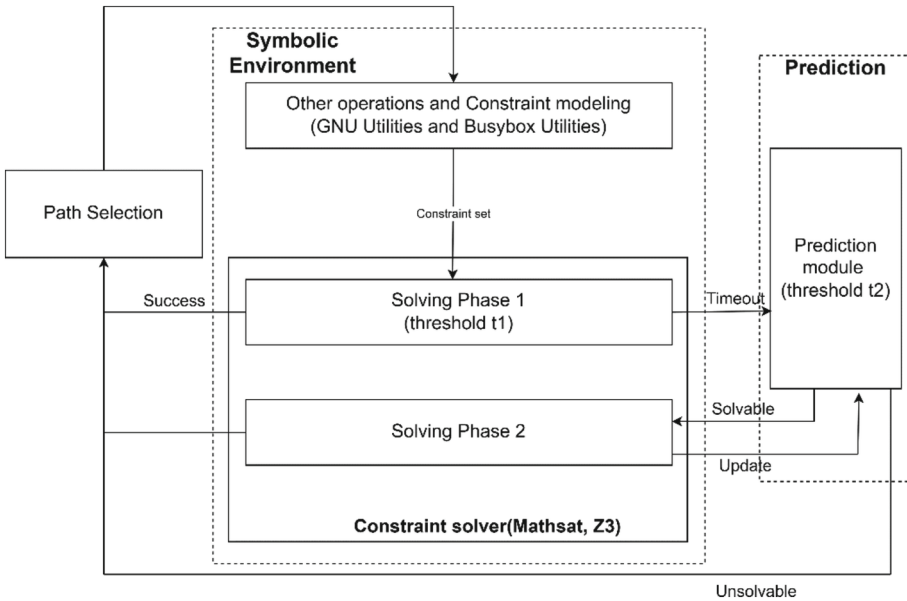 Symbolic
Environment
Prediction
Other operations and Constraint modeling
(GNU Utilities and Busybox Utilities)
Path Selection
Constraint set
Prediction
module
(threshold t2)
Success
Solving Phase 1
(threshold t1)
Timeout
Solvable
Solving Phase 2
Update
Constraint solver(Mathsat, Z3)
Unsolvable